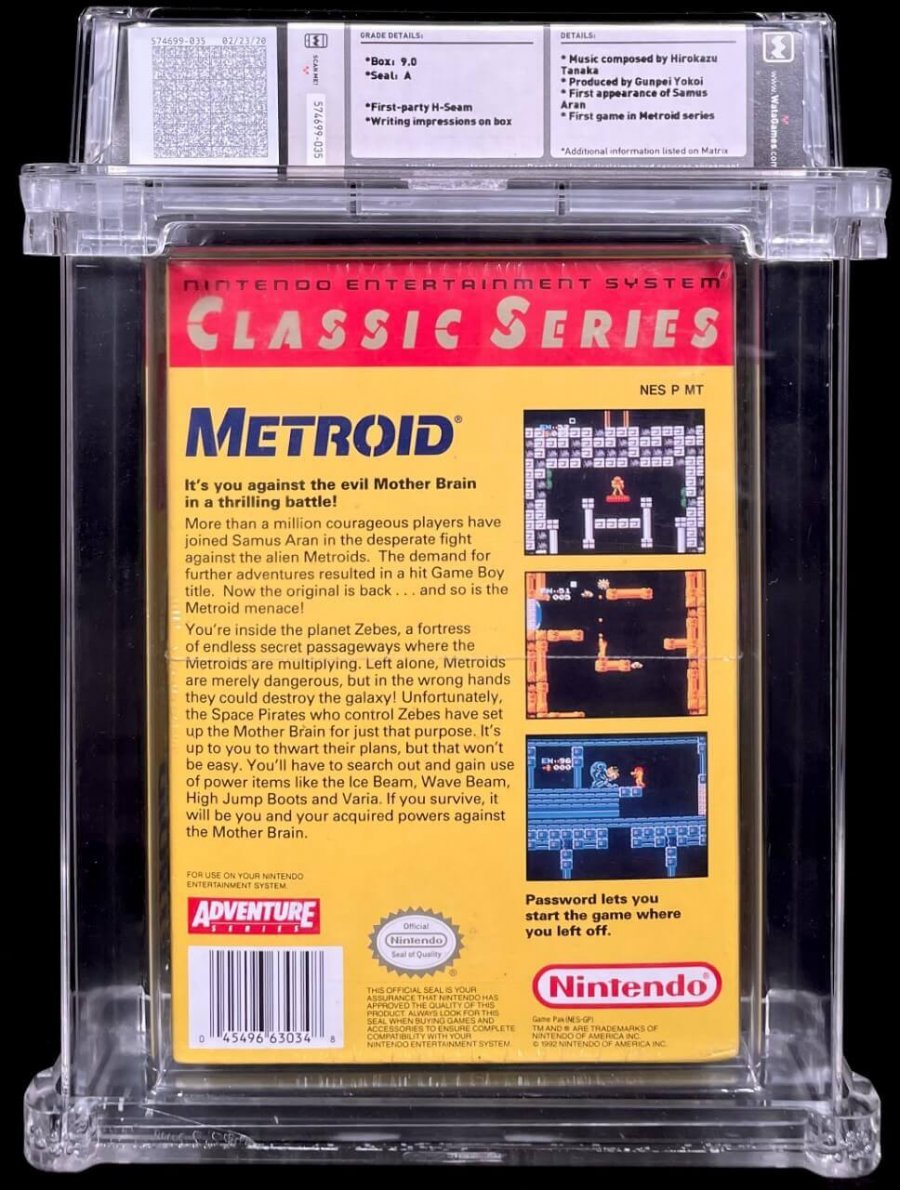 574699-035 02/23/20
SCAN ME!
574699-035
GRADE DETAILS:
*Box: 9.0
*Seal: A
*First-party H-Seam
*Writing impressions on box
DETAILS:
* Music composed by Hirokazu
Tanaka
* Produced by Gunpei Yokoi
* First appearance of Samus
Aran
* First game in Metroid series
*Additional information listed on Matrix
www.WataGames.com
NINTENDO ENTERTAINMENT SYSTEM®
CLASSIC SERIES
NES P MT
METROID®
It's you against the evil Mother Brain
in a thrilling battle!
More than a million courageous players have
joined Samus Aran in the desperate fight
against the alien Metroids. The demand for
further adventures resulted in a hit Game Boy
title. Now the original is back . . . and so is the
Metroid menace!
You're inside the planet Zebes, a fortress
of endless secret passageways where the
Metroids are multiplying. Left alone, Metroids
are merely dangerous, but in the wrong hands
they could destroy the galaxy! Unfortunately,
the Space Pirates who control Zebes have set
up the Mother Brain for just that purpose. It's
up to you to thwart their plans, but that won't
be easy. You'll have to search out and gain use
of power items like the Ice Beam, Wave Beam,
High Jump Boots and Varia. If you survive, it
will be you and your acquired powers against
the Mother Brain.
Password lets you
start the game where
you left off.
FOR USE ON YOUR NINTENDO
ENTERTAINMENT SYSTEM.
ADVENTURE
SERIES
0 45496 63034 8
Official
Nintendo
Seal of Quality
®
THIS OFFICIAL SEAL IS YOUR
ASSURANCE THAT NINTENDO HAS
APPROVED THE QUALITY OF THIS
PRODUCT. ALWAYS LOOK FOR THIS
SEAL WHEN BUYING GAMES AND
ACCESSORIES TO ENSURE COMPLETE
COMPATIBILITY WITH YOUR
NINTENDO ENTERTAINMENT SYSTEM.
Nintendo®
Game Pak (NES-GP)
TM AND ® ARE TRADEMARKS OF
NINTENDO OF AMERICA INC.
© 1992 NINTENDO OF AMERICA INC.